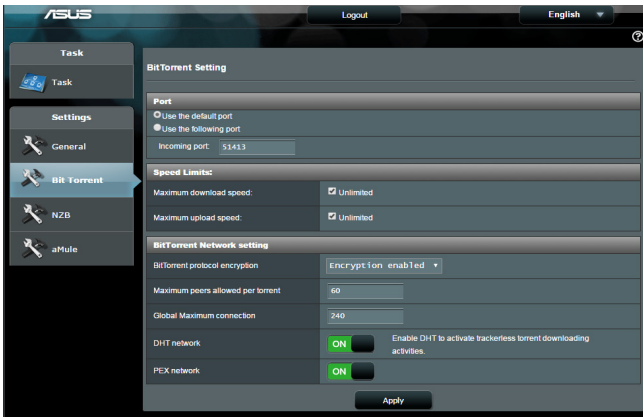 ASUS
Logout
English
Task
Task
Settings
General
Bit Torrent
NZB
aMule
BitTorrent Setting
Port
Use the default port
Use the following port
Incoming port: 51413
Speed Limits:
Maximum download speed: Unlimited
Maximum upload speed: Unlimited
BitTorrent Network setting
BitTorrent protocol encryption Encryption enabled
Maximum peers allowed per torrent 60
Global Maximum connection 240
DHT network ON Enable DHT to activate trackerless torrent downloading
activities.
PEX network ON
Apply